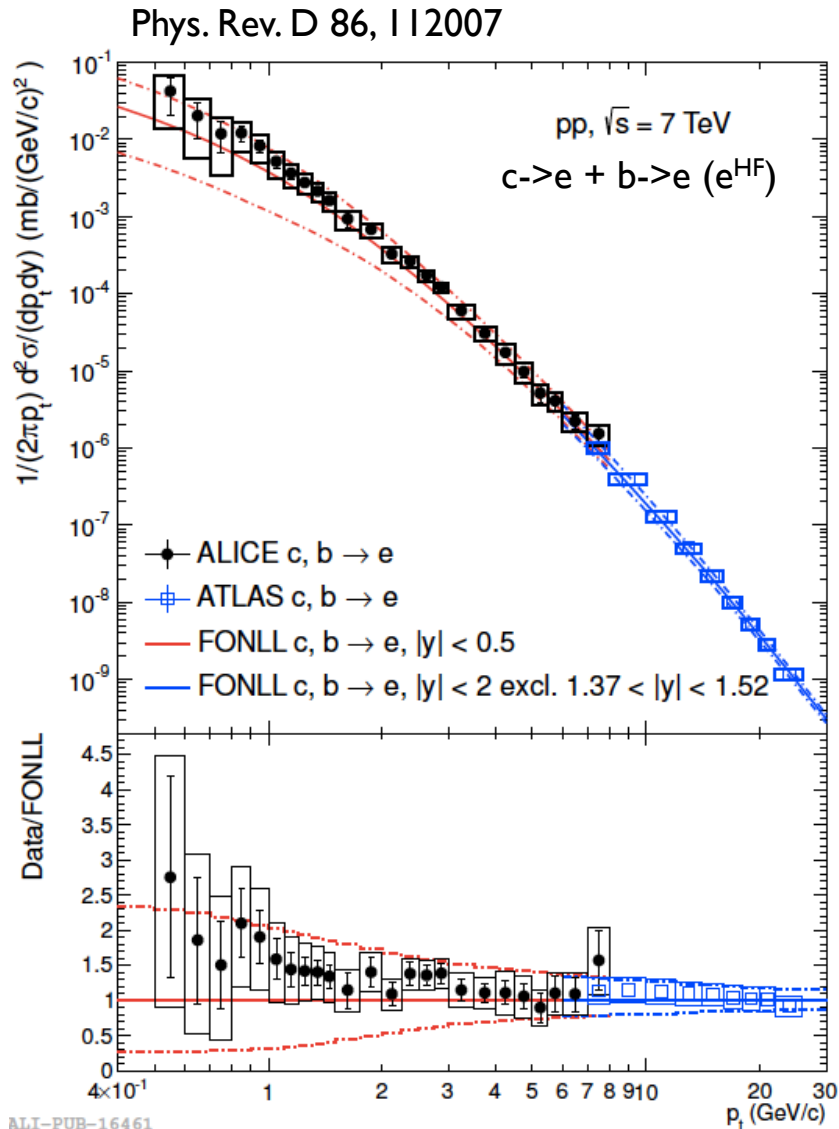 Phys. Rev. D 86, 112007
pp, √s = 7 TeV
c->e + b->e (e^HF)
1/(2πp_t) d²σ/(dp_t dy) (mb/(GeV/c)²)
10^-1
10^-2
10^-3
10^-4
10^-5
10^-6
10^-7
10^-8
10^-9
ALICE c, b → e
ATLAS c, b → e
FONLL c, b → e, |y| < 0.5
FONLL c, b → e, |y| < 2 excl. 1.37 < |y| < 1.52
Data/FONLL
4.5
4
3.5
3
2.5
2
1.5
1
0.5
0
4×10^-1 1 2 3 4 5 6 7 8 9 10 20 30
p_t (GeV/c)
ALI-PUB-16461